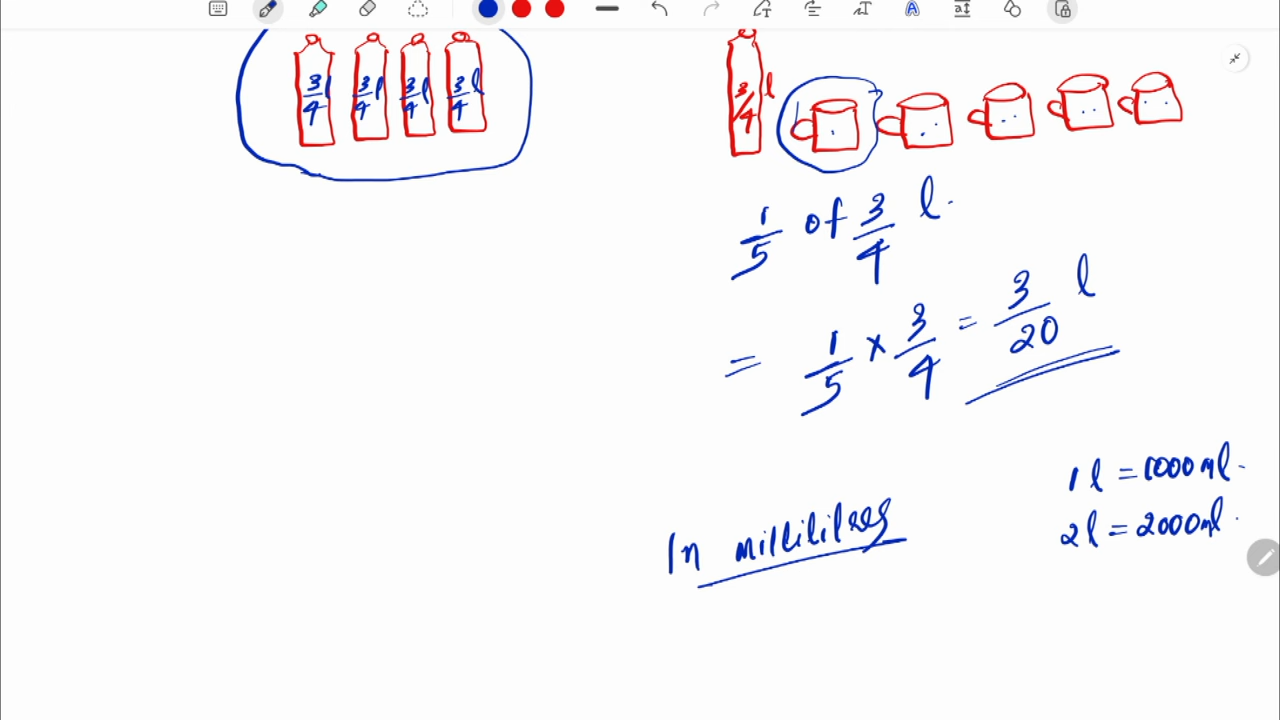 3/4 l 3/4 l 3/4 l 3/4 l
3/4 l
1/5 of 3/4 l.
= 1/5 × 3/4 = 3/20 l
1 l = 1000 ml.
2 l = 2000 ml.
In millilitres